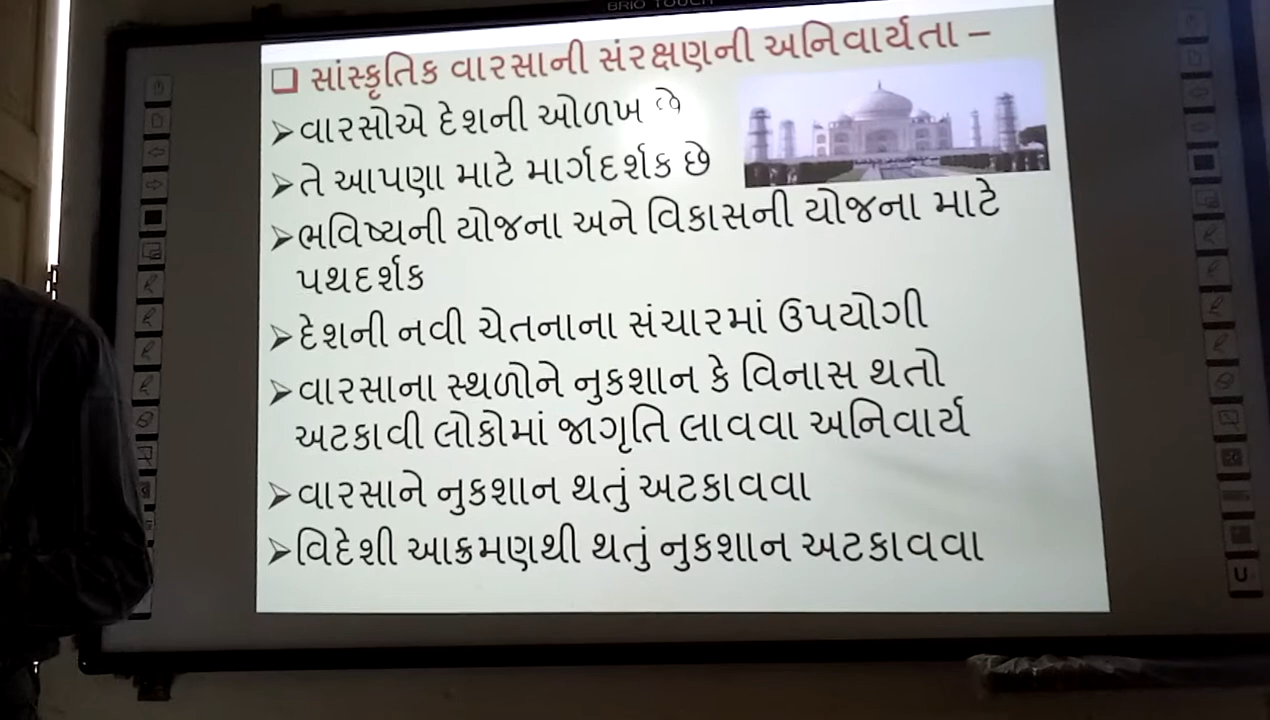 BRIO TOUCH
❑ સાંસ્કૃતિક વારસાની સંરક્ષણની અનિવાર્યતા –
➢વારસોએ દેશની ઓળખ
➢તે આપણા માટે માર્ગદર્શક છે
➢ભવિષ્યની યોજના અને વિકાસની યોજના માટે
પથદર્શક
➢દેશની નવી ચેતનાના સંચારમાં ઉપયોગી
➢વારસાના સ્થળોને નુકશાન કે વિનાસ થતો
અટકાવી લોકોમાં જાગૃતિ લાવવા અનિવાર્ય
➢વારસાને નુકશાન થતું અટકાવવા
➢વિદેશી આક્રમણથી થતું નુકશાન અટકાવવા